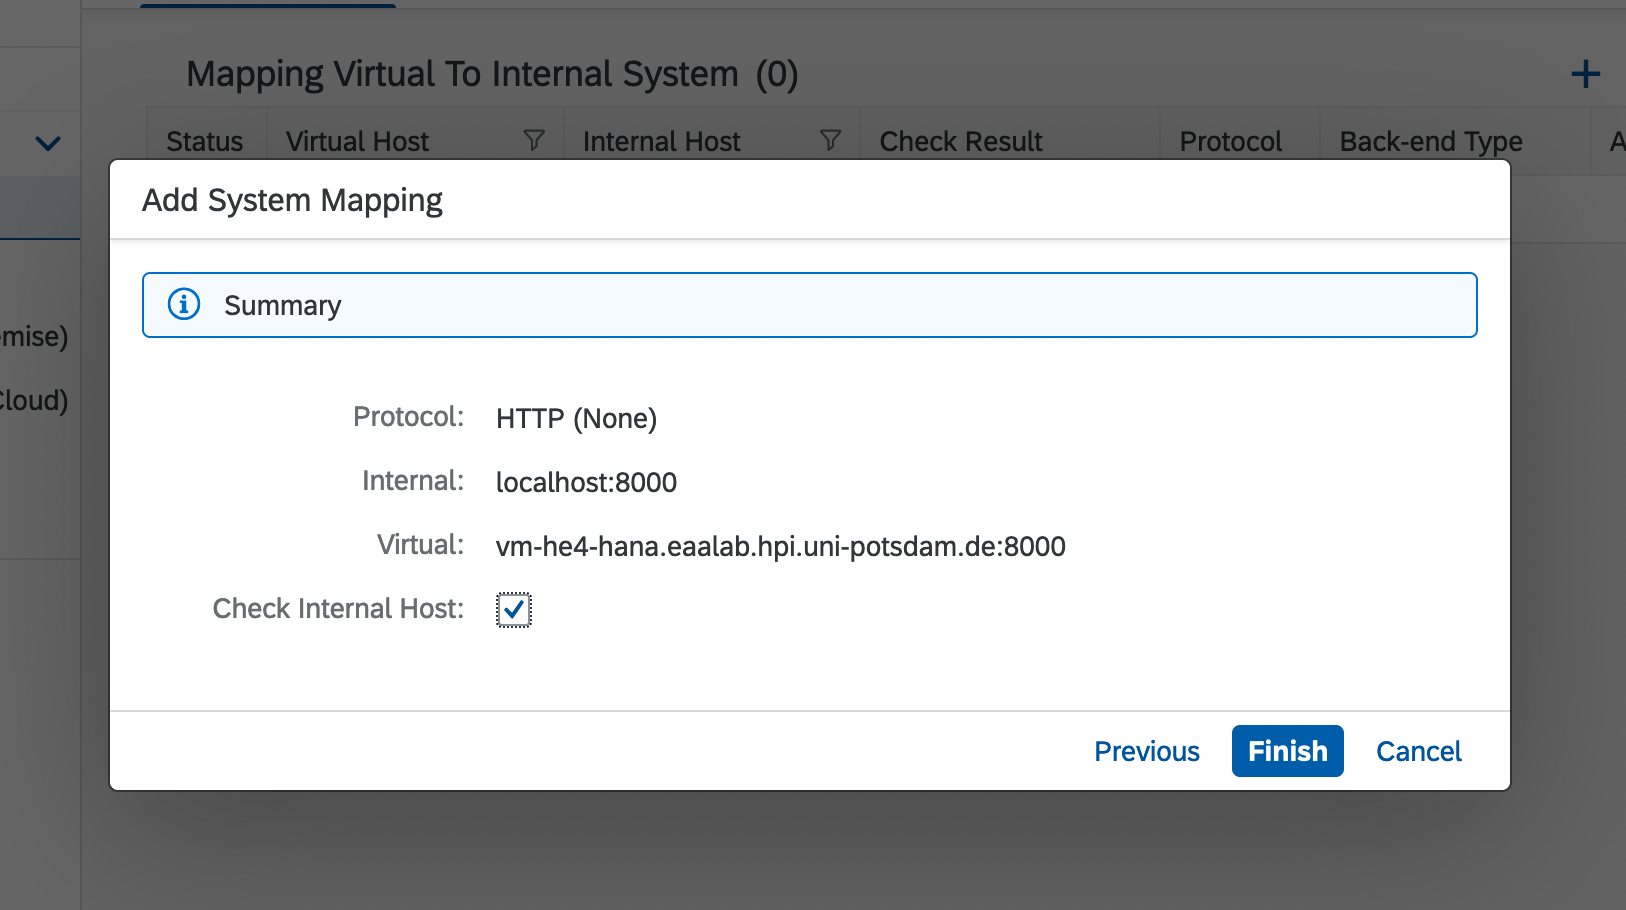 Mapping Virtual To Internal System (0)
Status Virtual Host Internal Host Check Result Protocol Back-end Type A
Add System Mapping
Summary
emise)
Cloud)
Protocol: HTTP (None)
Internal: localhost:8000
Virtual: vm-he4-hana.eaalab.hpi.uni-potsdam.de:8000
Check Internal Host:
Previous Finish Cancel